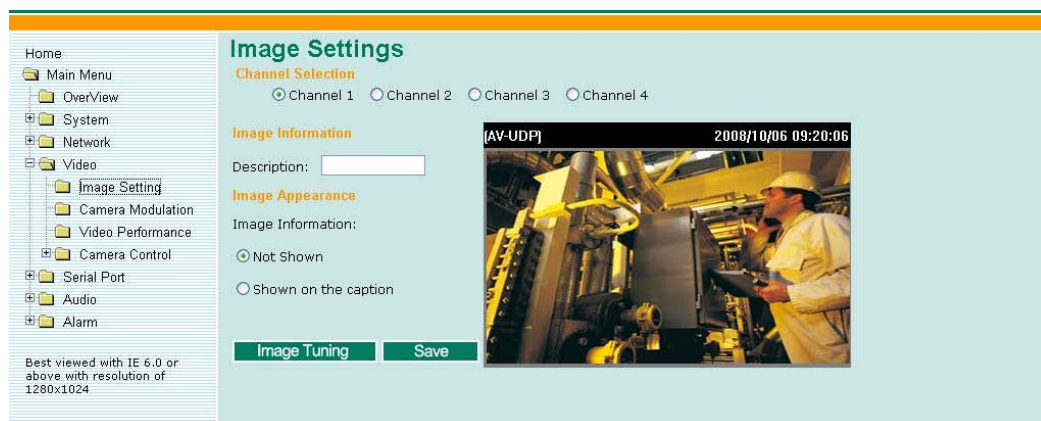 Home
Main Menu
OverView
System
Network
Video
Image Setting
Camera Modulation
Video Performance
Camera Control
Serial Port
Audio
Alarm
Best viewed with IE 6.0 or
above with resolution of
1280x1024
Image Settings
Channel Selection
Channel 1 Channel 2 Channel 3 Channel 4
Image Information
Description:
Image Appearance
Image Information:
Not Shown
Shown on the caption
Image Tuning Save
(AV-UDP) 2008/10/06 09:20:06